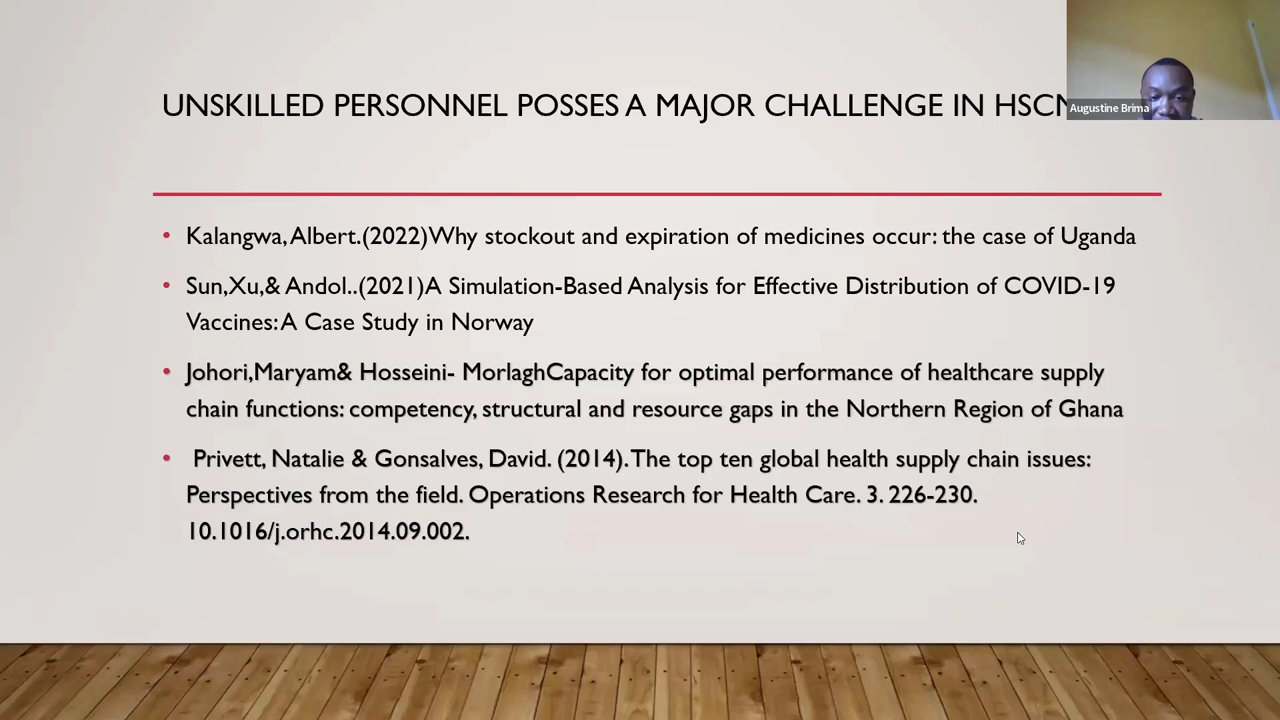 UNSKILLED PERSONNEL POSSES A MAJOR CHALLENGE IN HSCM
Augustine Brima
• Kalangwa,Albert.(2022)Why stockout and expiration of medicines occur: the case of Uganda
• Sun,Xu,& Andol..(2021)A Simulation-Based Analysis for Effective Distribution of COVID-19
Vaccines: A Case Study in Norway
• Johori,Maryam& Hosseini- MorlaghCapacity for optimal performance of healthcare supply
chain functions: competency, structural and resource gaps in the Northern Region of Ghana
• Privett, Natalie & Gonsalves, David. (2014). The top ten global health supply chain issues:
Perspectives from the field. Operations Research for Health Care. 3. 226-230.
10.1016/j.orhc.2014.09.002.